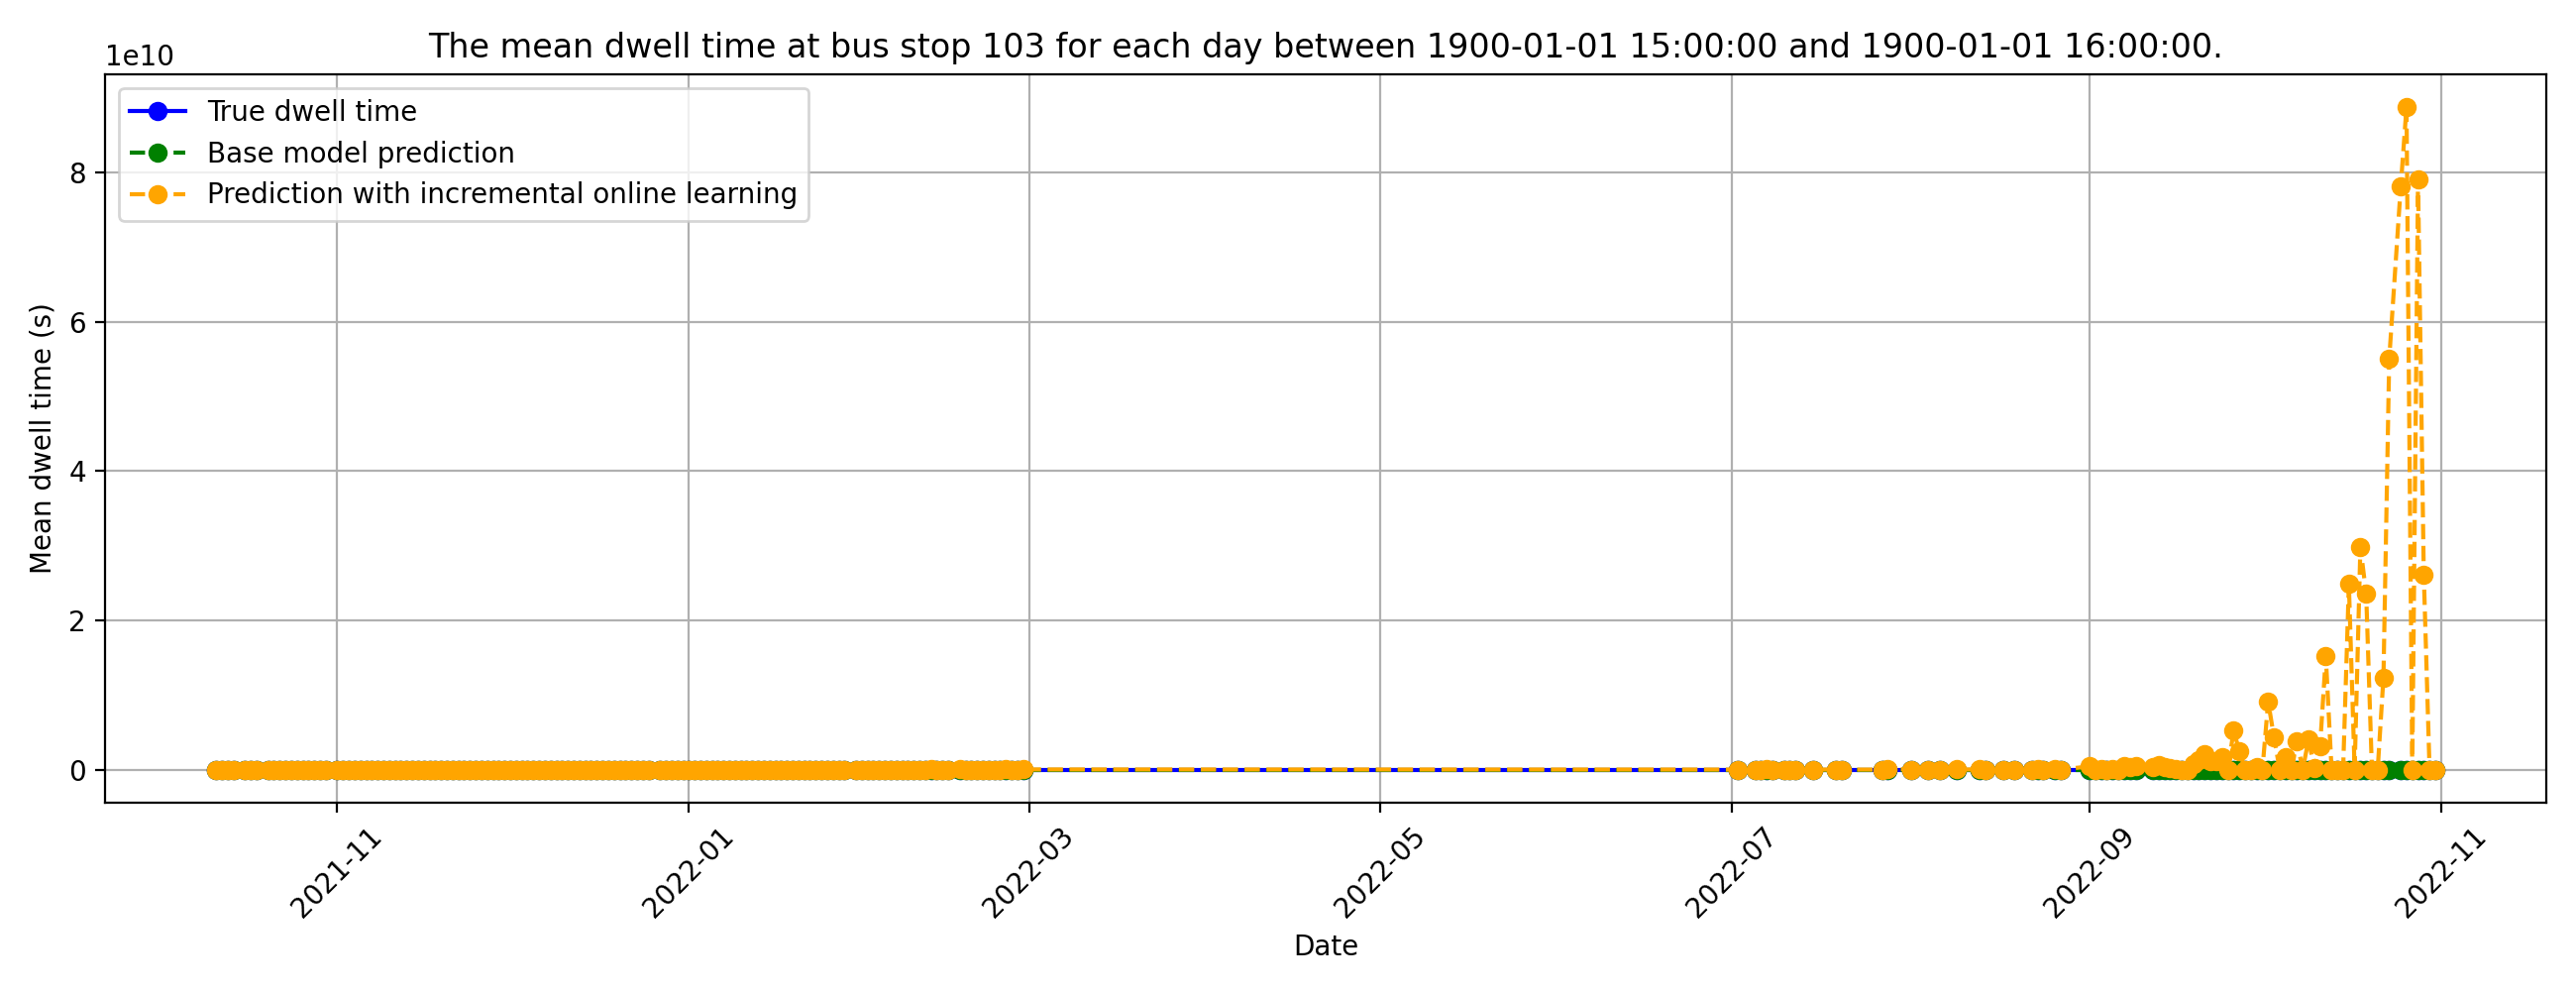 The mean dwell time at bus stop 103 for each day between 1900-01-01 15:00:00 and 1900-01-01 16:00:00.
1e10
True dwell time
Base model prediction
Prediction with incremental online learning
8
6
4
2
0
Mean dwell time (s)
2021-11
2022-01
2022-03
2022-05
2022-07
2022-09
2022-11
Date